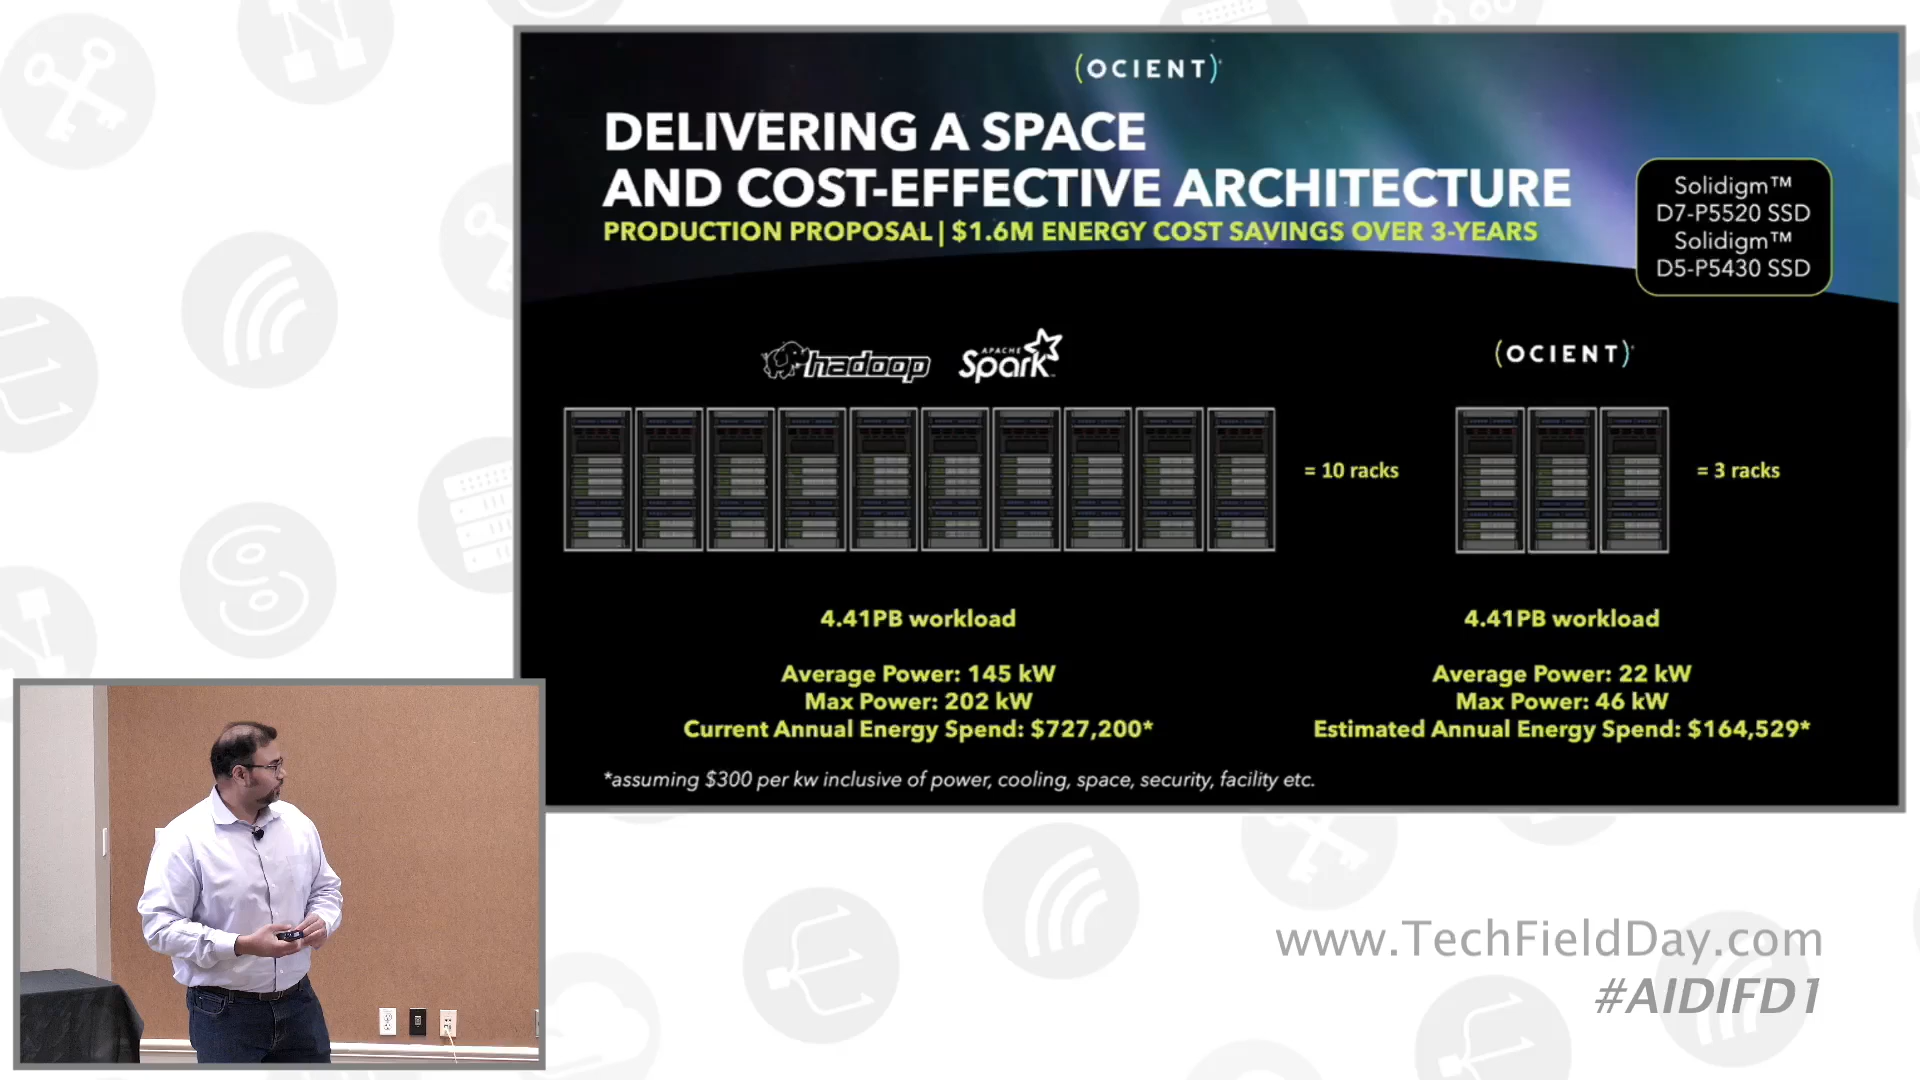 (OCIENT)
DELIVERING A SPACE
AND COST-EFFECTIVE ARCHITECTURE
PRODUCTION PROPOSAL | $1.6M ENERGY COST SAVINGS OVER 3-YEARS
Solidigm™
D7-P5520 SSD
Solidigm™
D5-P5430 SSD
hadoop
APACHE
Spark™
(OCIENT)
= 10 racks
= 3 racks
4.41PB workload
Average Power: 145 kW
Max Power: 202 kW
Current Annual Energy Spend: $727,200*
4.41PB workload
Average Power: 22 kW
Max Power: 46 kW
Estimated Annual Energy Spend: $164,529*
*assuming $300 per kw inclusive of power, cooling, space, security, facility etc.
www.TechFieldDay.com
#AIDIFD1